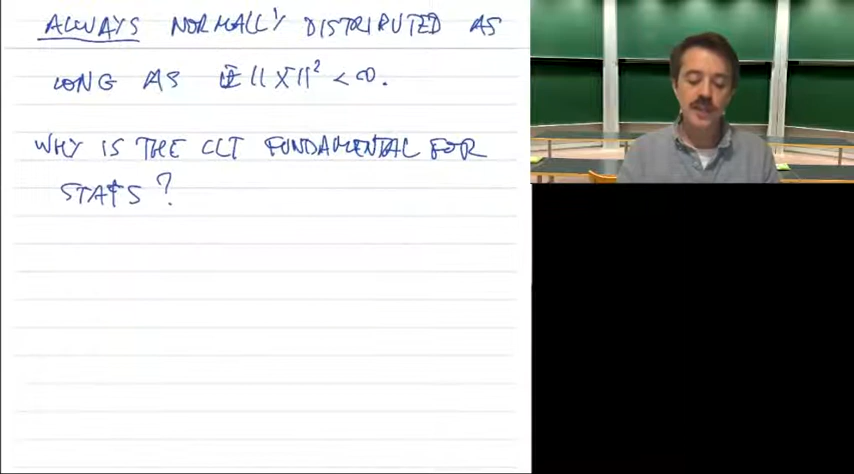 ALWAYS NORMALLY DISTRIBUTED AS
LONG AS 𝔼||X||² < ∞.
WHY IS THE CLT FUNDAMENTAL FOR
STATS?